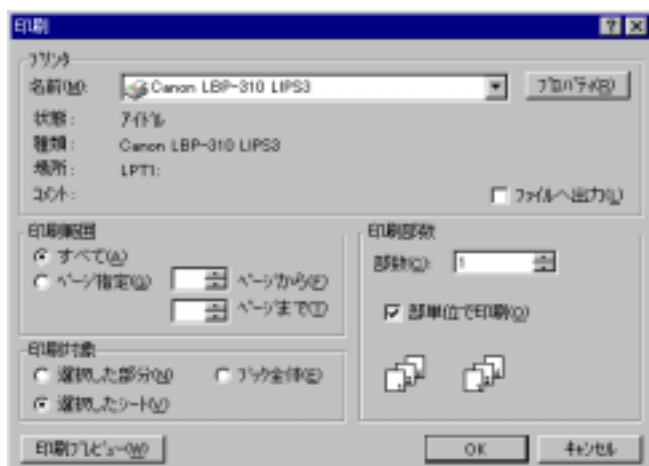 印刷
プリンタ
名前(M): Canon LBP-310 LIPS3 プロパティ(R)
状態: アイドル
種類: Canon LBP-310 LIPS3
場所: LPT1:
コメント: ファイルへ出力(L)
印刷範囲
すべて(A)
ページ指定(G) ページから(F)
ページまで(T)
印刷部数
部数(C): 1
部単位で印刷(O)
印刷対象
選択した部分(N) ブック全体(E)
選択したシート(V)
印刷プレビュー(W) OK キャンセル